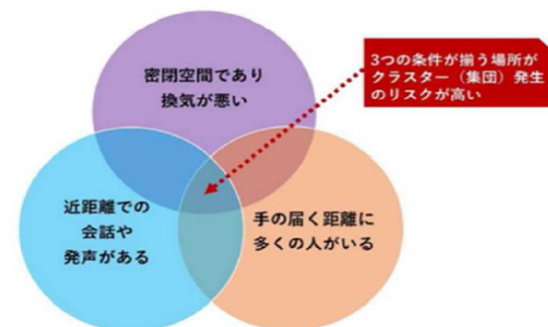 密閉空間であり
換気が悪い
3つの条件が揃う場所が
クラスター（集団）発生
のリスクが高い
近距離での
会話や
発声がある
手の届く距離に
多くの人がいる